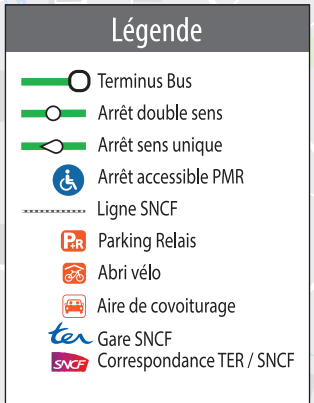 Légende
Terminus Bus
Arrêt double sens
Arrêt sens unique
Arrêt accessible PMR
Ligne SNCF
P+R Parking Relais
Abri vélo
Aire de covoiturage
ter Gare SNCF
SNCF Correspondance TER / SNCF